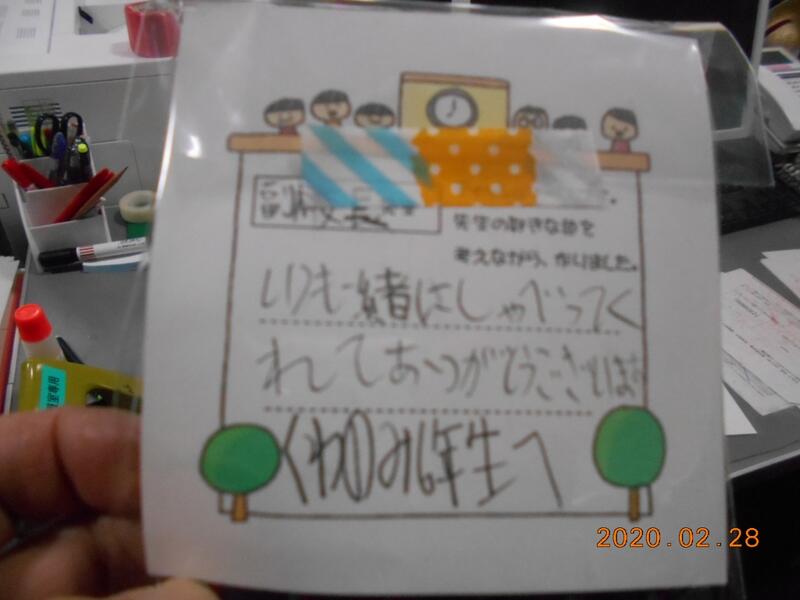 先生の好きな色を
考えながら、作りました。
いつも一緒にしゃべってく
れてありがとうございます
くわのみ6年生へ
2020.02.28